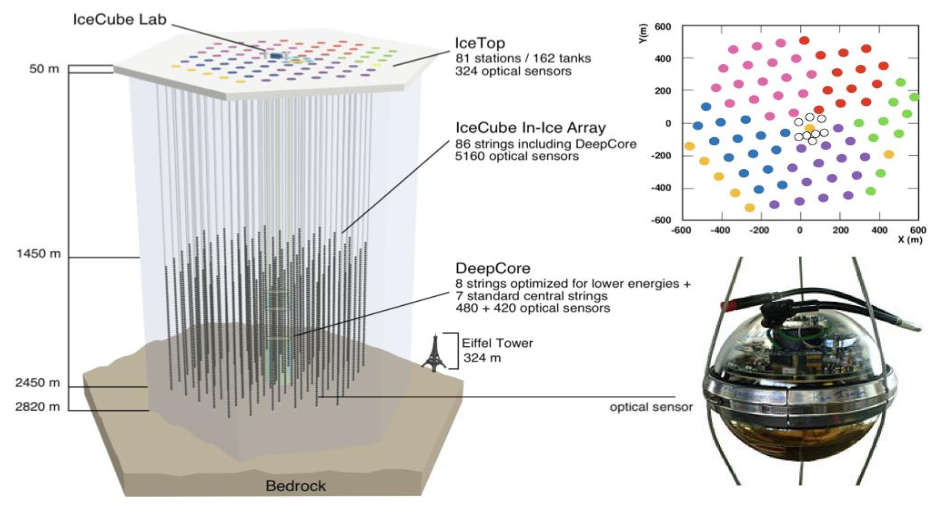 IceCube Lab
50 m
IceTop
81 stations / 162 tanks
324 optical sensors
IceCube In-Ice Array
86 strings including DeepCore
5160 optical sensors
1450 m
DeepCore
8 strings optimized for lower energies +
7 standard central strings
480 + 420 optical sensors
Eiffel Tower
324 m
2450 m
2820 m
optical sensor
Bedrock
Y(m)
600
400
200
0
-200
-400
-600
-600
-400
-200
0
200
400
600
X (m)